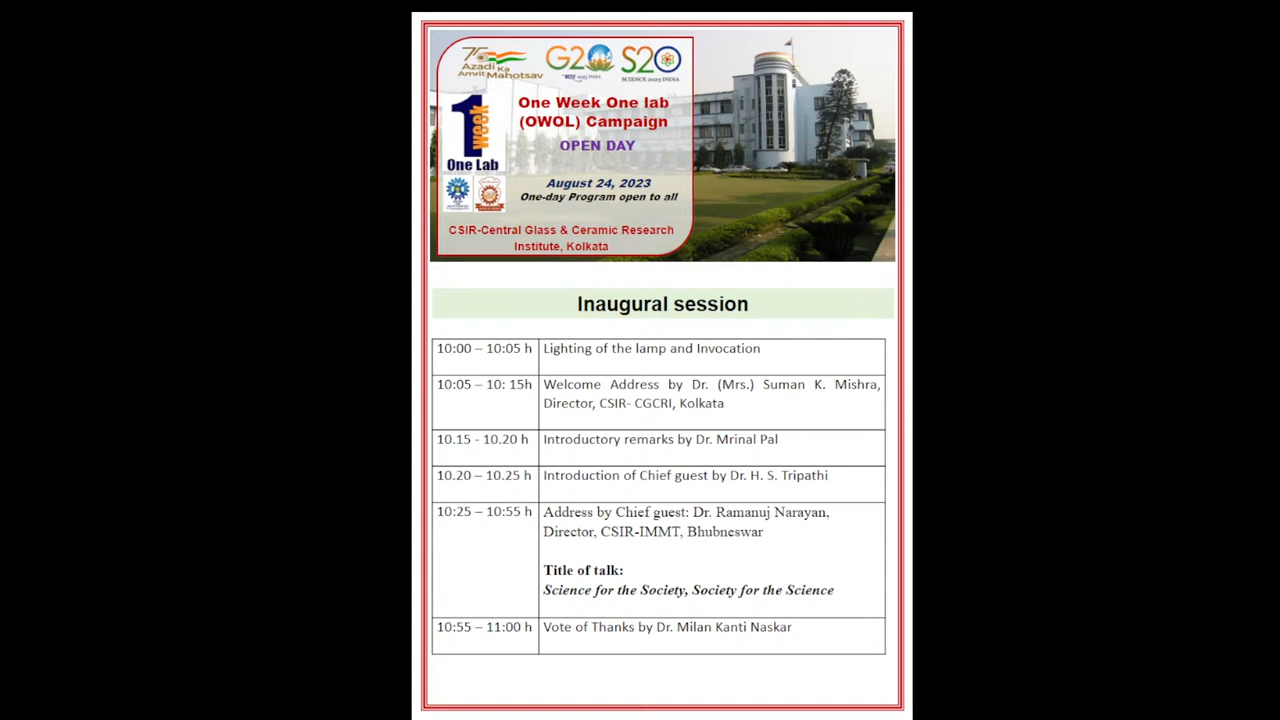 75
Azadi Ka
Amrit Mahotsav
G20
2023 INDIA
S20
SCIENCE 2023 INDIA
1 week
One Lab
One Week One lab
(OWOL) Campaign
OPEN DAY
August 24, 2023
One-day Program open to all
CSIR-Central Glass & Ceramic Research
Institute, Kolkata
Inaugural session
10:00 – 10:05 h Lighting of the lamp and Invocation
10:05 – 10: 15h Welcome Address by Dr. (Mrs.) Suman K. Mishra,
Director, CSIR- CGCRI, Kolkata
10.15 - 10.20 h Introductory remarks by Dr. Mrinal Pal
10.20 – 10.25 h Introduction of Chief guest by Dr. H. S. Tripathi
10:25 – 10:55 h Address by Chief guest: Dr. Ramanuj Narayan,
Director, CSIR-IMMT, Bhubneswar
Title of talk:
Science for the Society, Society for the Science
10:55 – 11:00 h Vote of Thanks by Dr. Milan Kanti Naskar